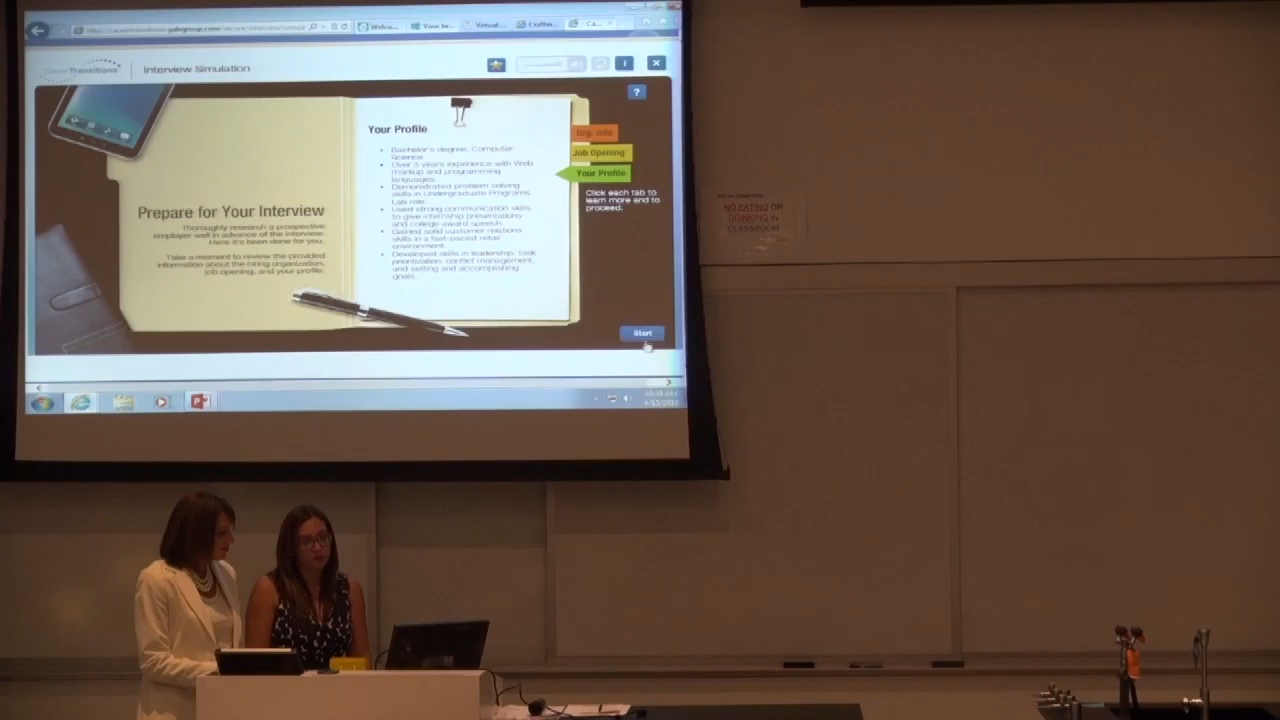 Interview Simulation
Your Profile
• Bachelor's degree, Computer
Science.
• Over 3 years experience with Web
markup and programming
languages.
• Demonstrated problem solving
skills in Undergraduate Programs
Lab role.
• Used strong communication skills
to give internship presentations
and college award speech.
• Gained solid customer relations
skills in a fast-paced retail
environment.
• Developed skills in leadership, task
prioritization, conflict management,
and setting and accomplishing
goals.
Prepare for Your Interview
Thoroughly research a prospective
employer well in advance of the interview.
Here it's been done for you.
Take a moment to review the provided
information about the hiring organization,
job opening, and your profile.
?
Org. Info
Job Opening
Your Profile
Click each tab to
learn more and to
proceed.
Start
NO EATING OR
DRINKING IN
CLASSROOM